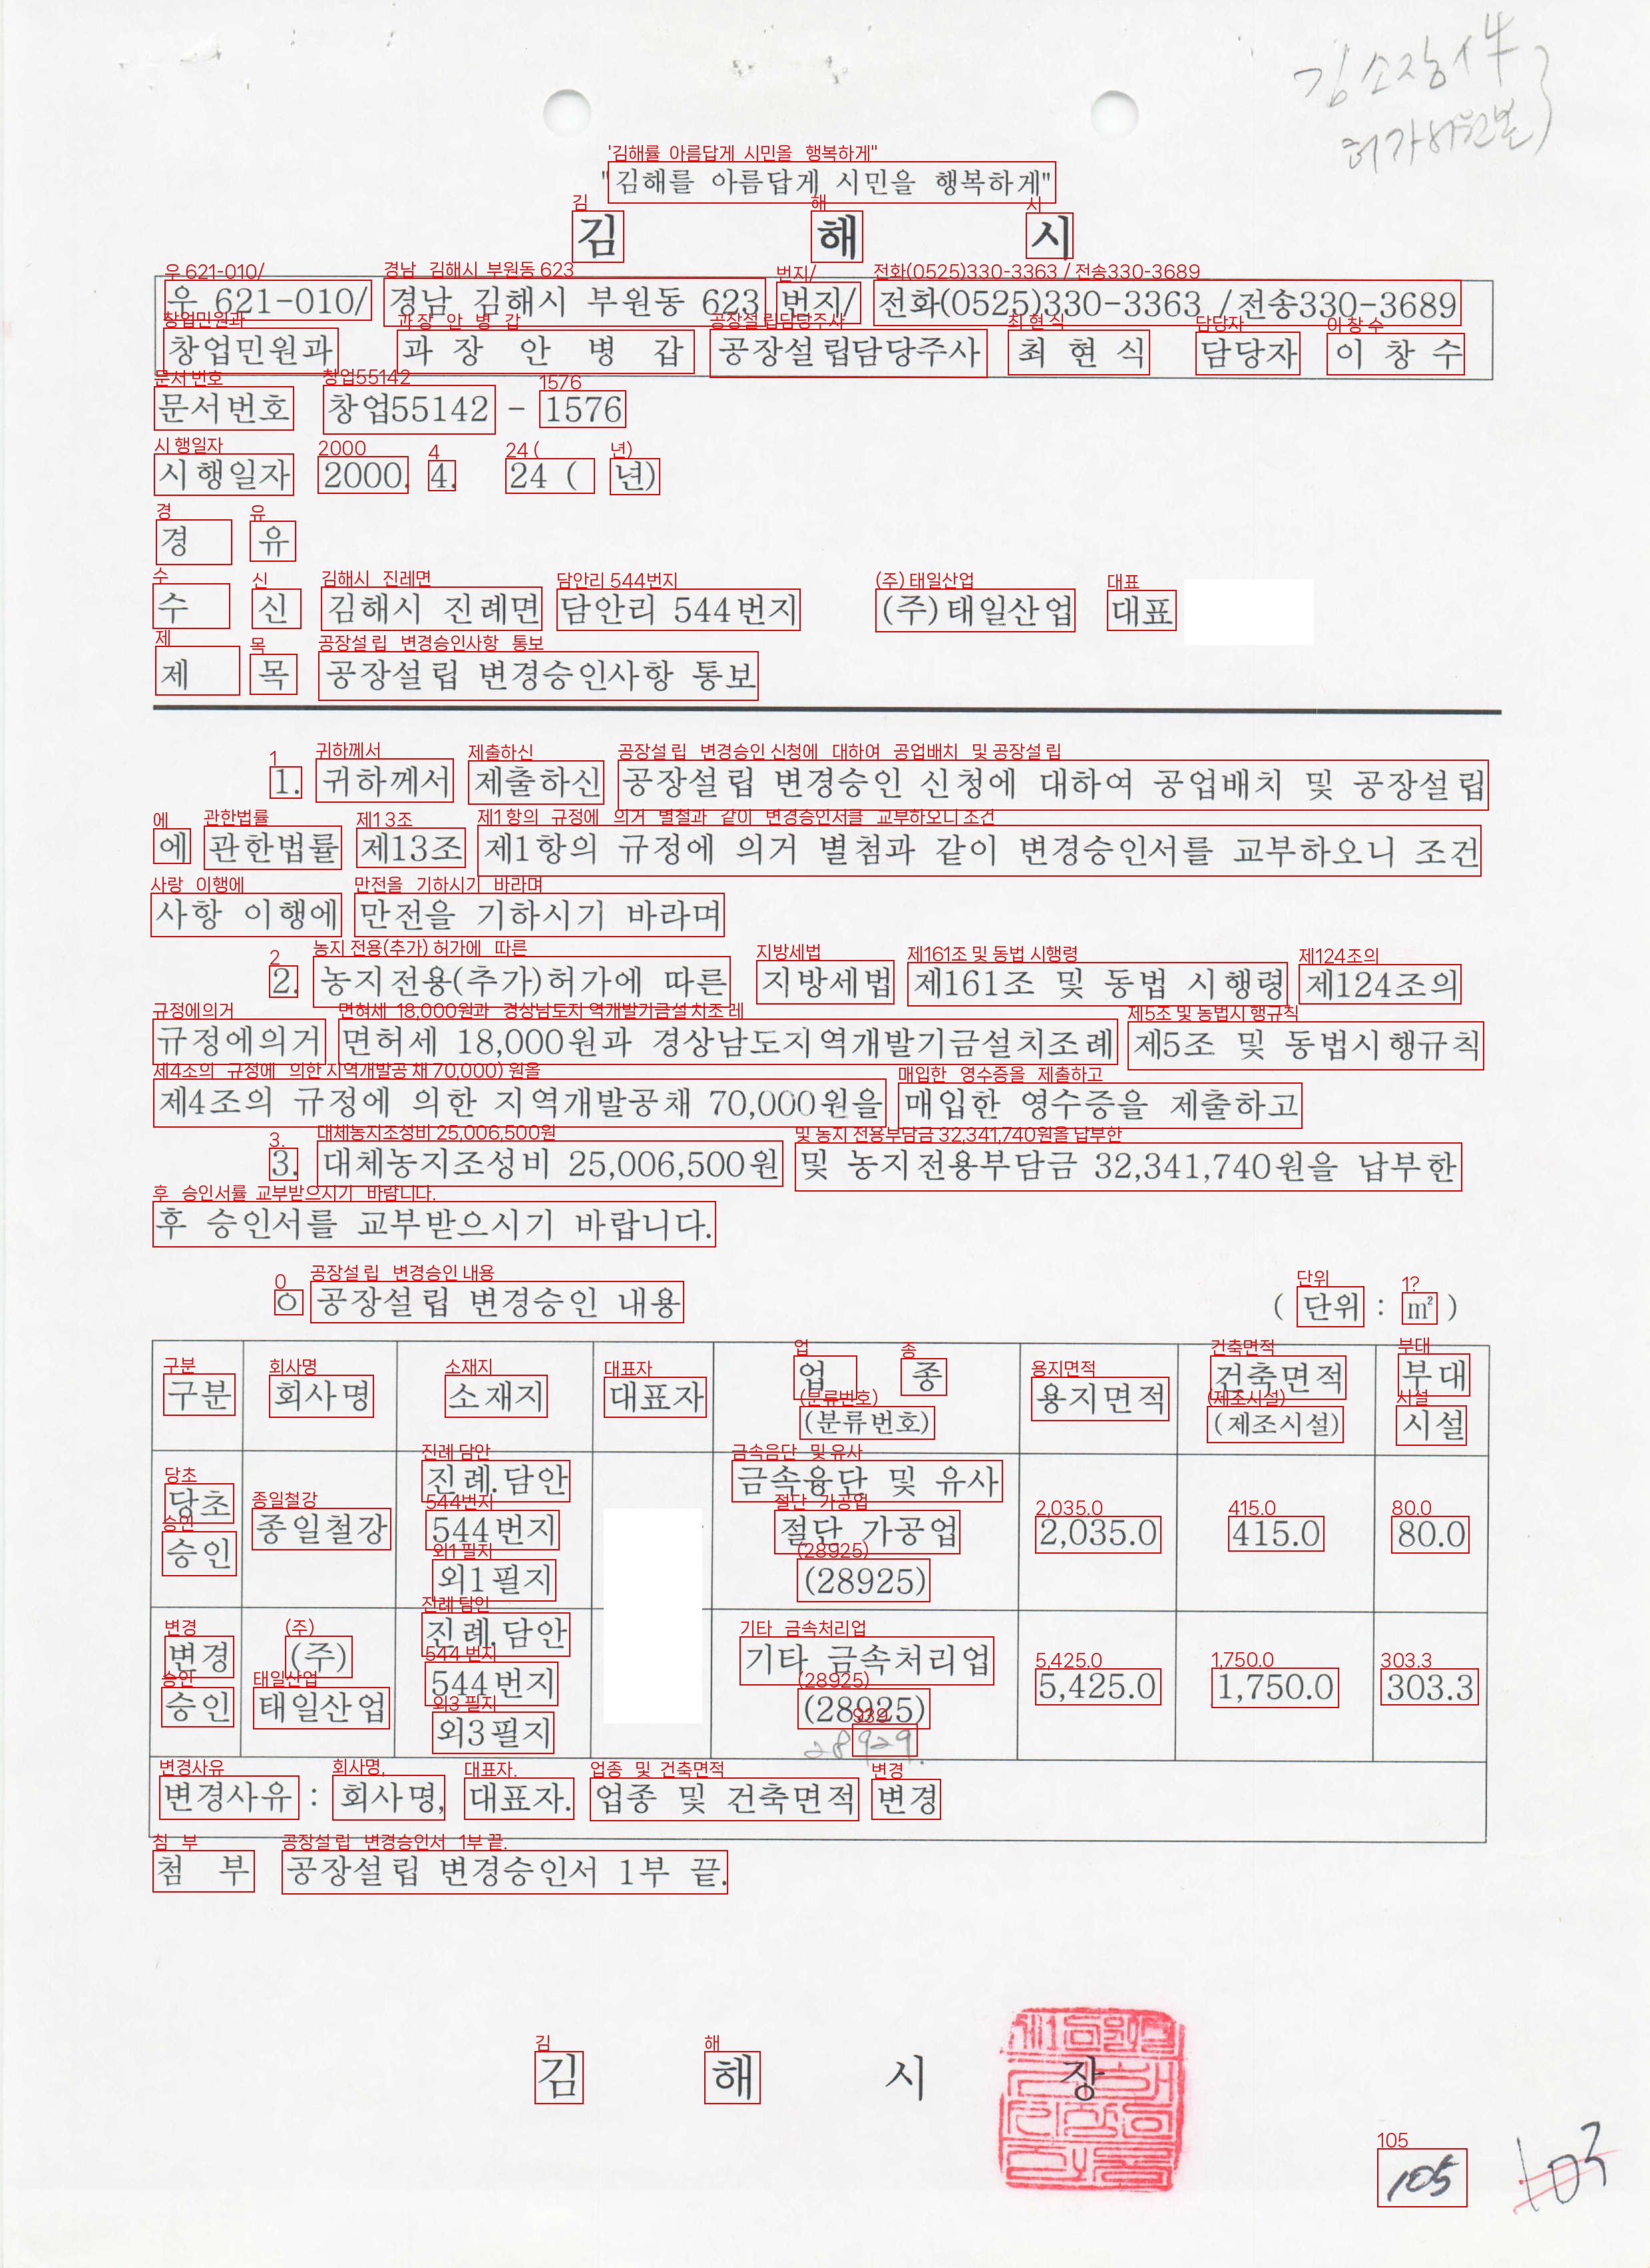 김소장님
"김해를 아름답게 시민을 행복하게"
김 해 시
우 621-010/ 경남 김해시 부원동 623 번지/ 전화(0525)330-3363 /전송330-3689
창업민원과 과 장 안 병 갑 공장설립담당주사 최 현 식 담당자 이 창 수
문서번호 창업55142 - 1576
시행일자 2000. 4. 24 ( 년)
경 유
수 신 김해시 진례면 담안리 544번지 (주)태일산업 대표
제 목 공장설립 변경승인사항 통보
1. 귀하께서 제출하신 공장설립 변경승인 신청에 대하여 공업배치 및 공장설립
에 관한법률 제13조 제1항의 규정에 의거 별첨과 같이 변경승인서를 교부하오니 조건
사항 이행에 만전을 기하시기 바라며
2. 농지전용(추가)허가에 따른 지방세법 제161조 및 동법 시행령 제124조의
규정에의거 면허세 18,000원과 경상남도지역개발기금설치조례 제5조 및 동법시행규칙
제4조의 규정에 의한 지역개발공채 70,000원을 매입한 영수증을 제출하고
3. 대체농지조성비 25,006,500원 및 농지전용부담금 32,341,740원을 납부한
후 승인서를 교부받으시기 바랍니다.
ㅇ 공장설립 변경승인 내용 ( 단위 : ㎡ )
구분 회사명 소재지 대표자 업 종 (분류번호) 용지면적 건축면적 (제조시설) 부대 시설
당초 승인 종일철강 진례.담안 544번지 외1필지 금속융단 및 유사 절단 가공업 (28925) 2,035.0 415.0 80.0
변경 승인 (주) 태일산업 진례.담안 544번지 외3필지 기타 금속처리업 (28925) 28929. 5,425.0 1,750.0 303.3
변경사유 : 회사명, 대표자. 업종 및 건축면적 변경
첨 부 공장설립 변경승인서 1부 끝.
김 해 시 장
105 103